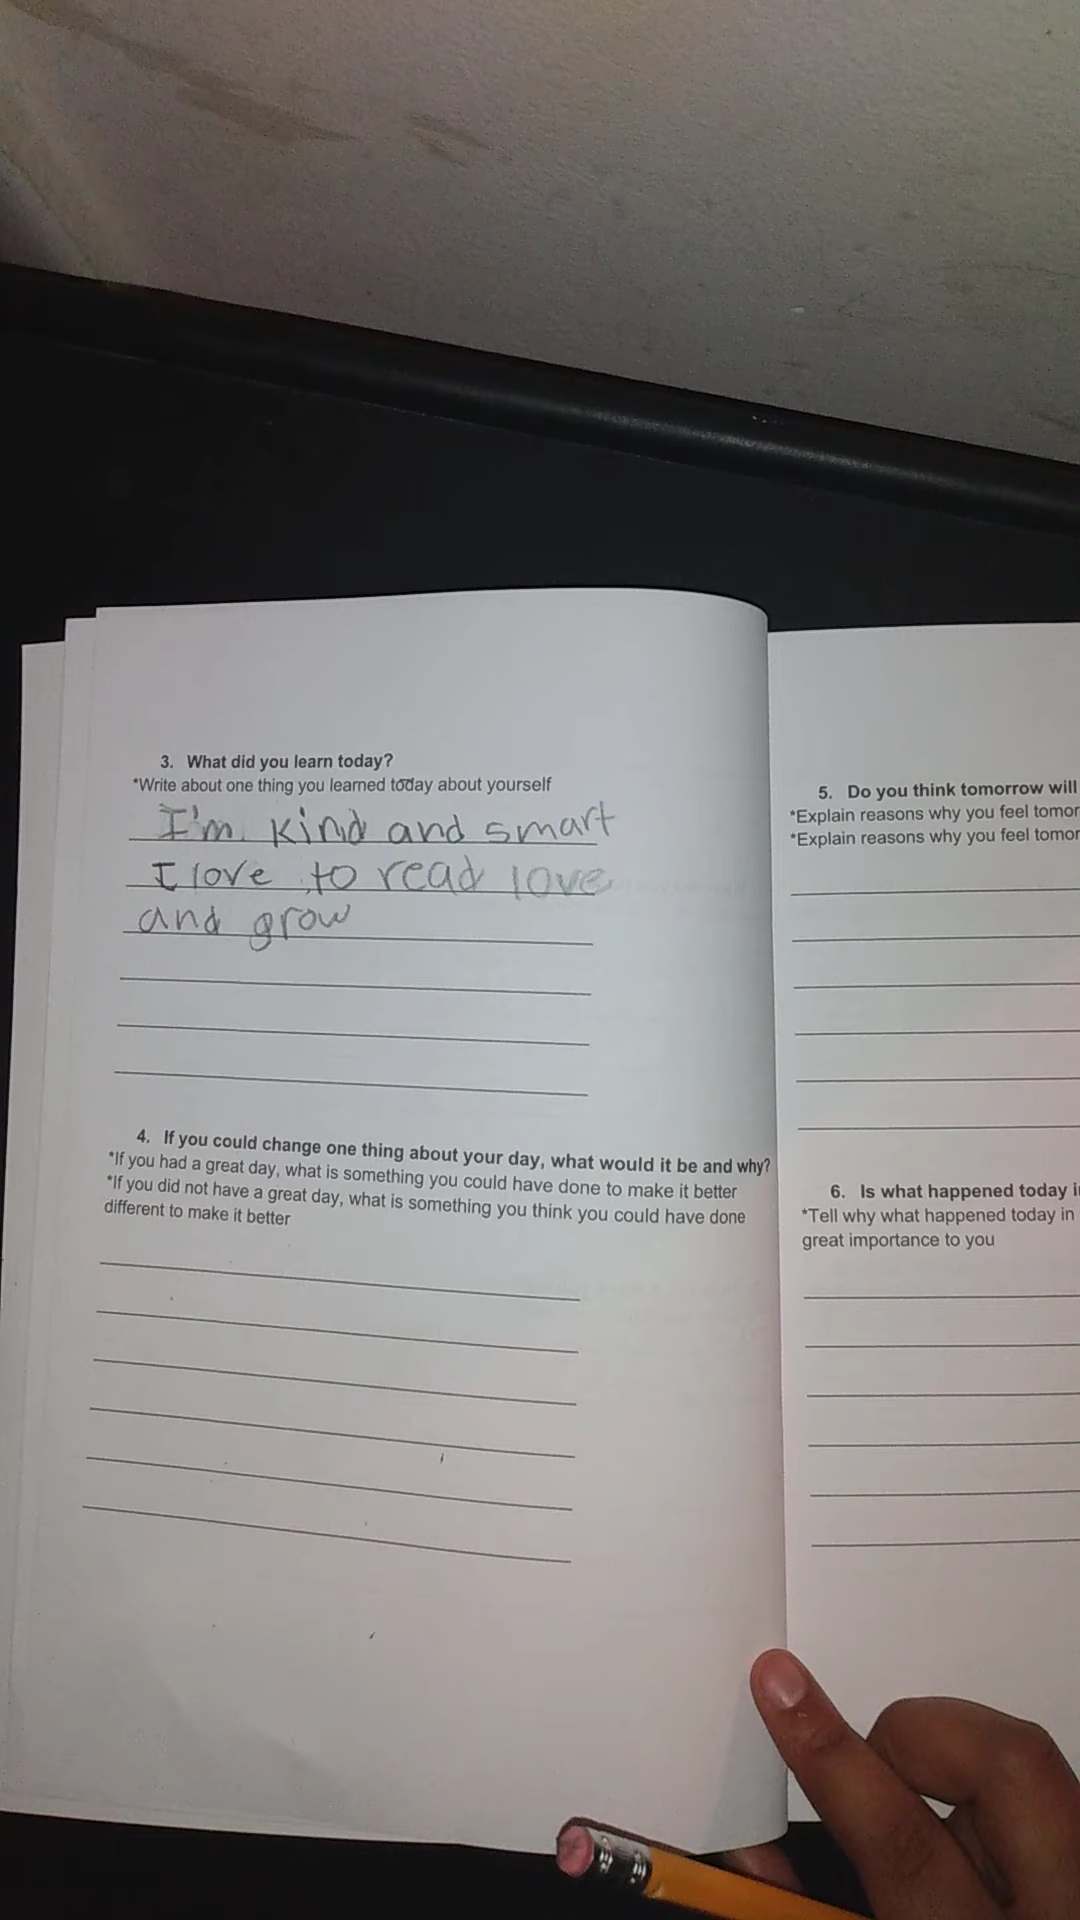 3. What did you learn today?
*Write about one thing you learned today about yourself
I'm kind and smart
I love to read love
and grow
4. If you could change one thing about your day, what would it be and why?
*If you had a great day, what is something you could have done to make it better
*If you did not have a great day, what is something you think you could have done
different to make it better
5. Do you think tomorrow will
*Explain reasons why you feel tomor
*Explain reasons why you feel tomor
6. Is what happened today i
*Tell why what happened today in
great importance to you